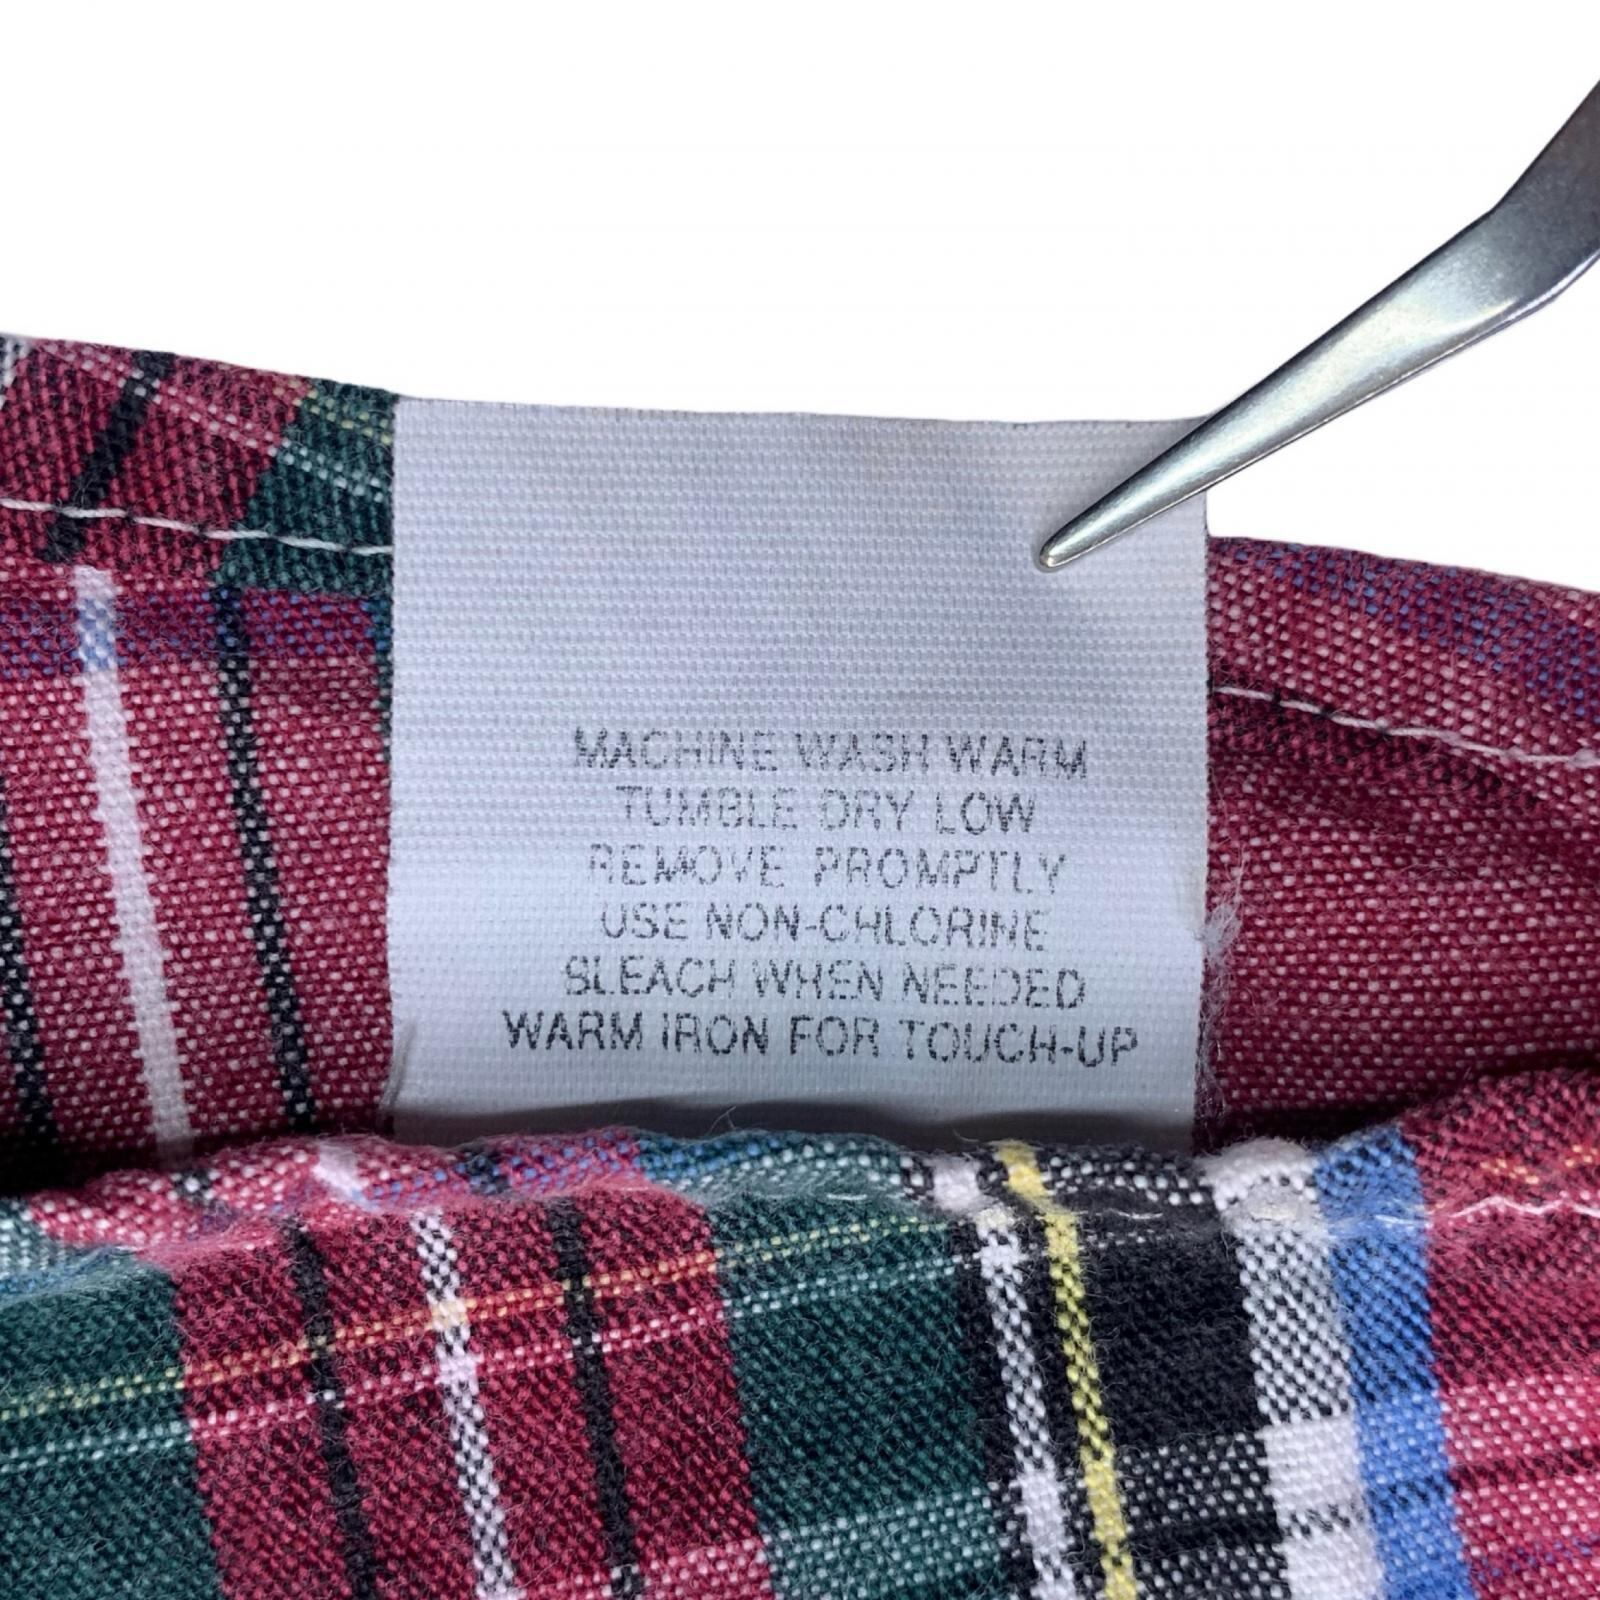 MACHINE WASH WARM
TUMBLE DRY LOW
REMOVE PROMPTLY
USE NON-CHLORINE
BLEACH WHEN NEEDED
WARM IRON FOR TOUCH-UP